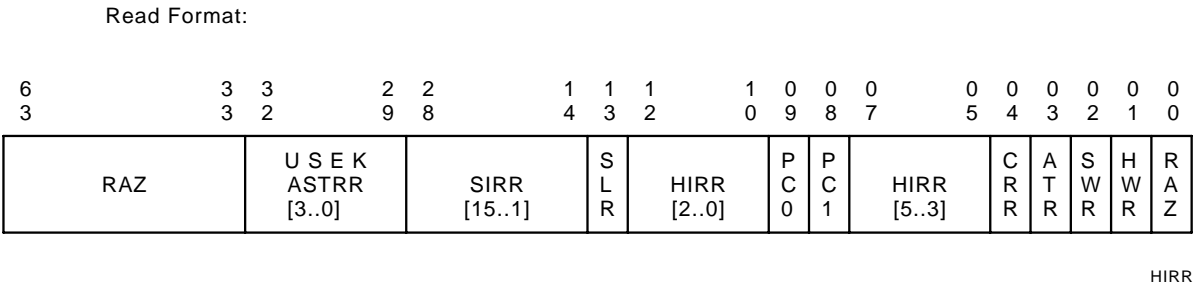 Read Format:
6 3 3 2 2 1 1 1 1 0 0 0 0 0 0 0 0 0
3 3 2 9 8 4 3 2 0 9 8 7 5 4 3 2 1 0
U S E K S P P C A S H R
RAZ ASTRR SIRR L HIRR C C HIRR R T W W A
[3..0] [15..1] R [2..0] 0 1 [5..3] R R R R Z
HIRR